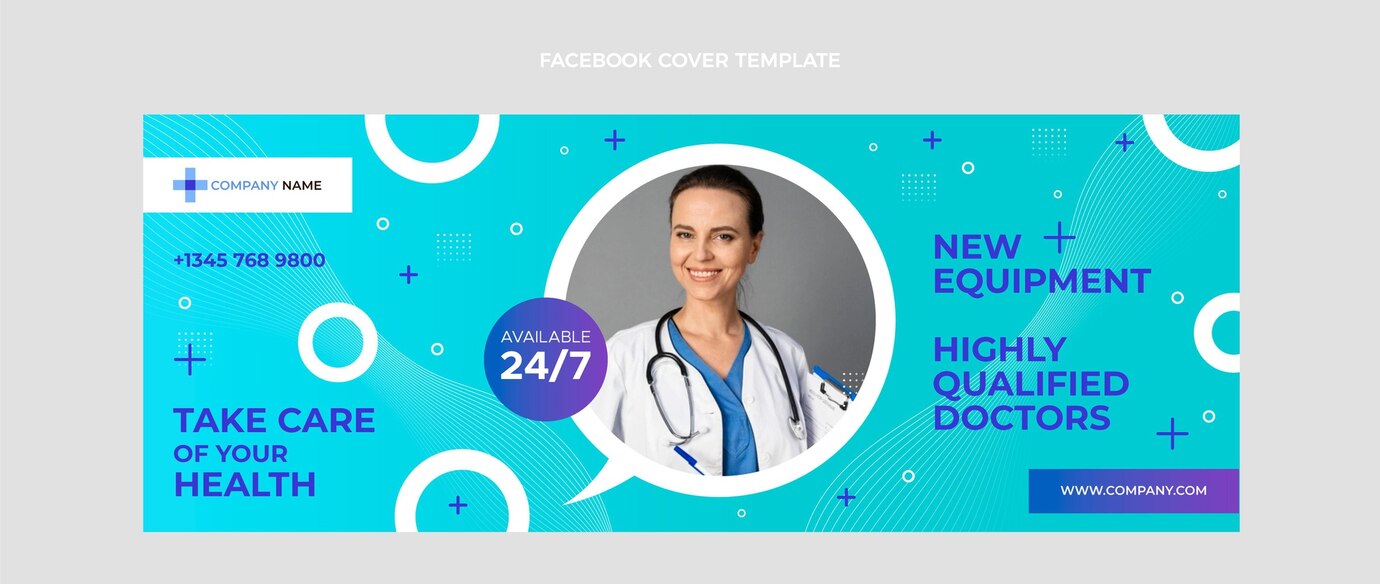 FACEBOOK COVER TEMPLATE
COMPANY NAME
+1345 768 9800
TAKE CARE
OF YOUR
HEALTH
AVAILABLE
24/7
NEW
EQUIPMENT
HIGHLY
QUALIFIED
DOCTORS
WWW.COMPANY.COM